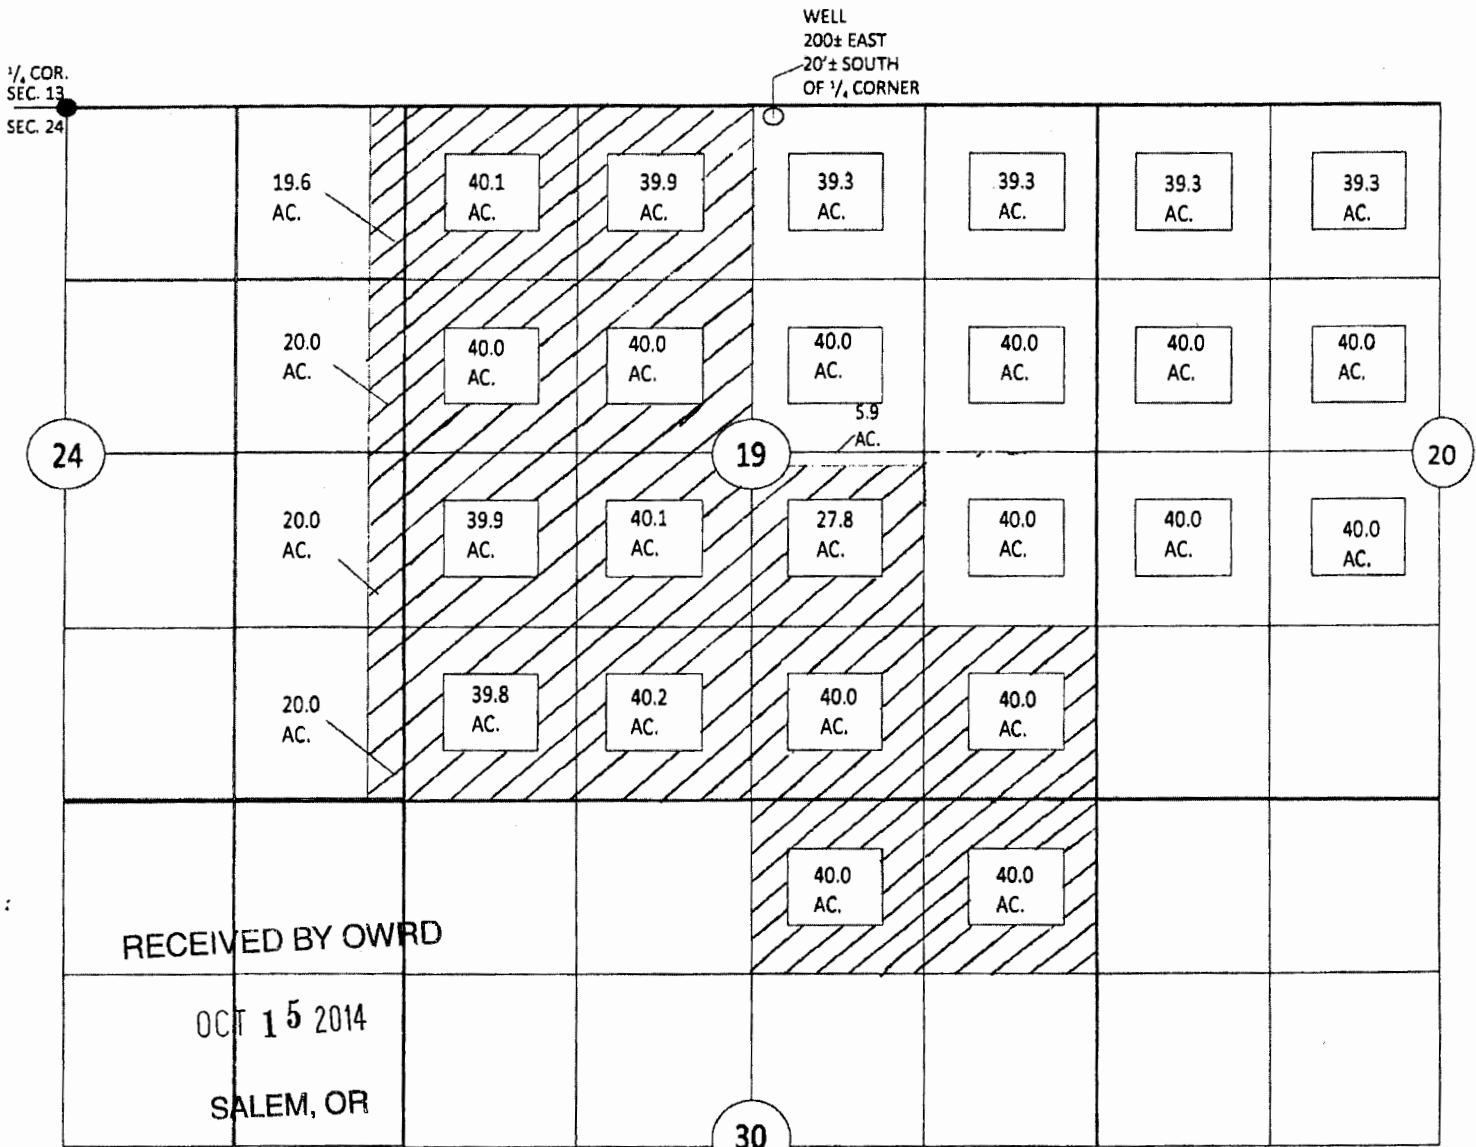 WELL
200± EAST
20'± SOUTH
OF 1/4 CORNER
1/4 COR.
SEC. 13
SEC. 24
19.6
AC.
40.1
AC.
39.9
AC.
39.3
AC.
39.3
AC.
39.3
AC.
39.3
AC.
20.0
AC.
40.0
AC.
40.0
AC.
40.0
AC.
40.0
AC.
40.0
AC.
40.0
AC.
5.9
AC.
24
19
20
20.0
AC.
39.9
AC.
40.1
AC.
27.8
AC.
40.0
AC.
40.0
AC.
40.0
AC.
20.0
AC.
39.8
AC.
40.2
AC.
40.0
AC.
40.0
AC.
40.0
AC.
40.0
AC.
RECEIVED BY OWRD
OCT 15 2014
SALEM, OR
30